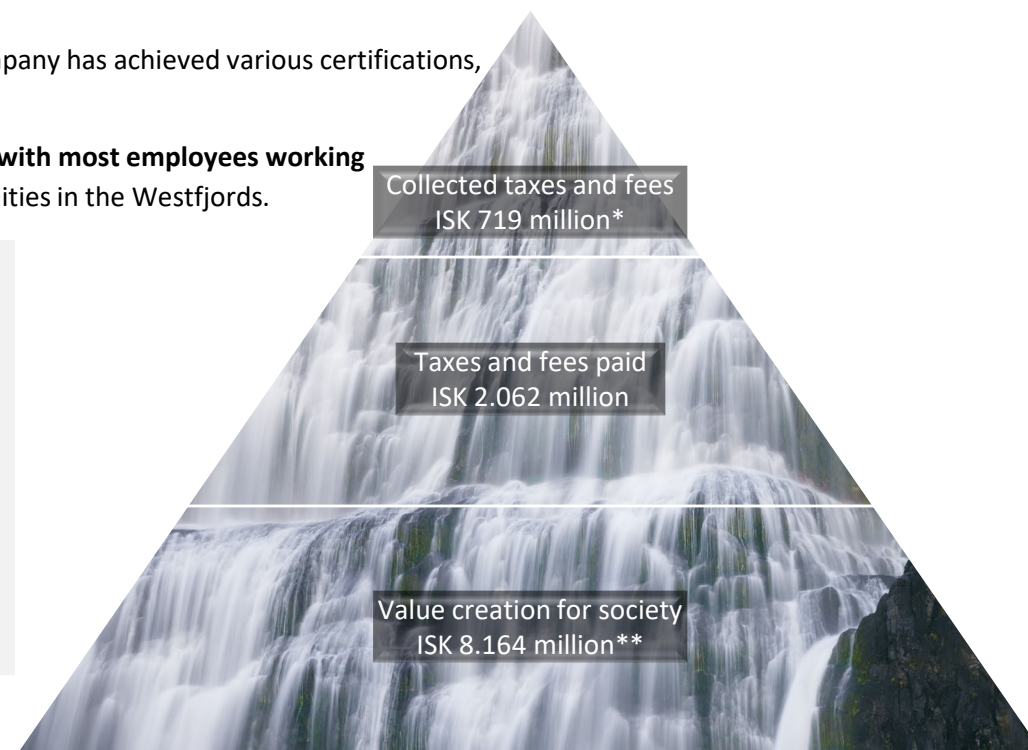 pany has achieved various certifications,
with most employees working
ities in the Westfjords.
Collected taxes and fees
ISK 719 million*
Taxes and fees paid
ISK 2.062 million
Value creation for society
ISK 8.164 million**